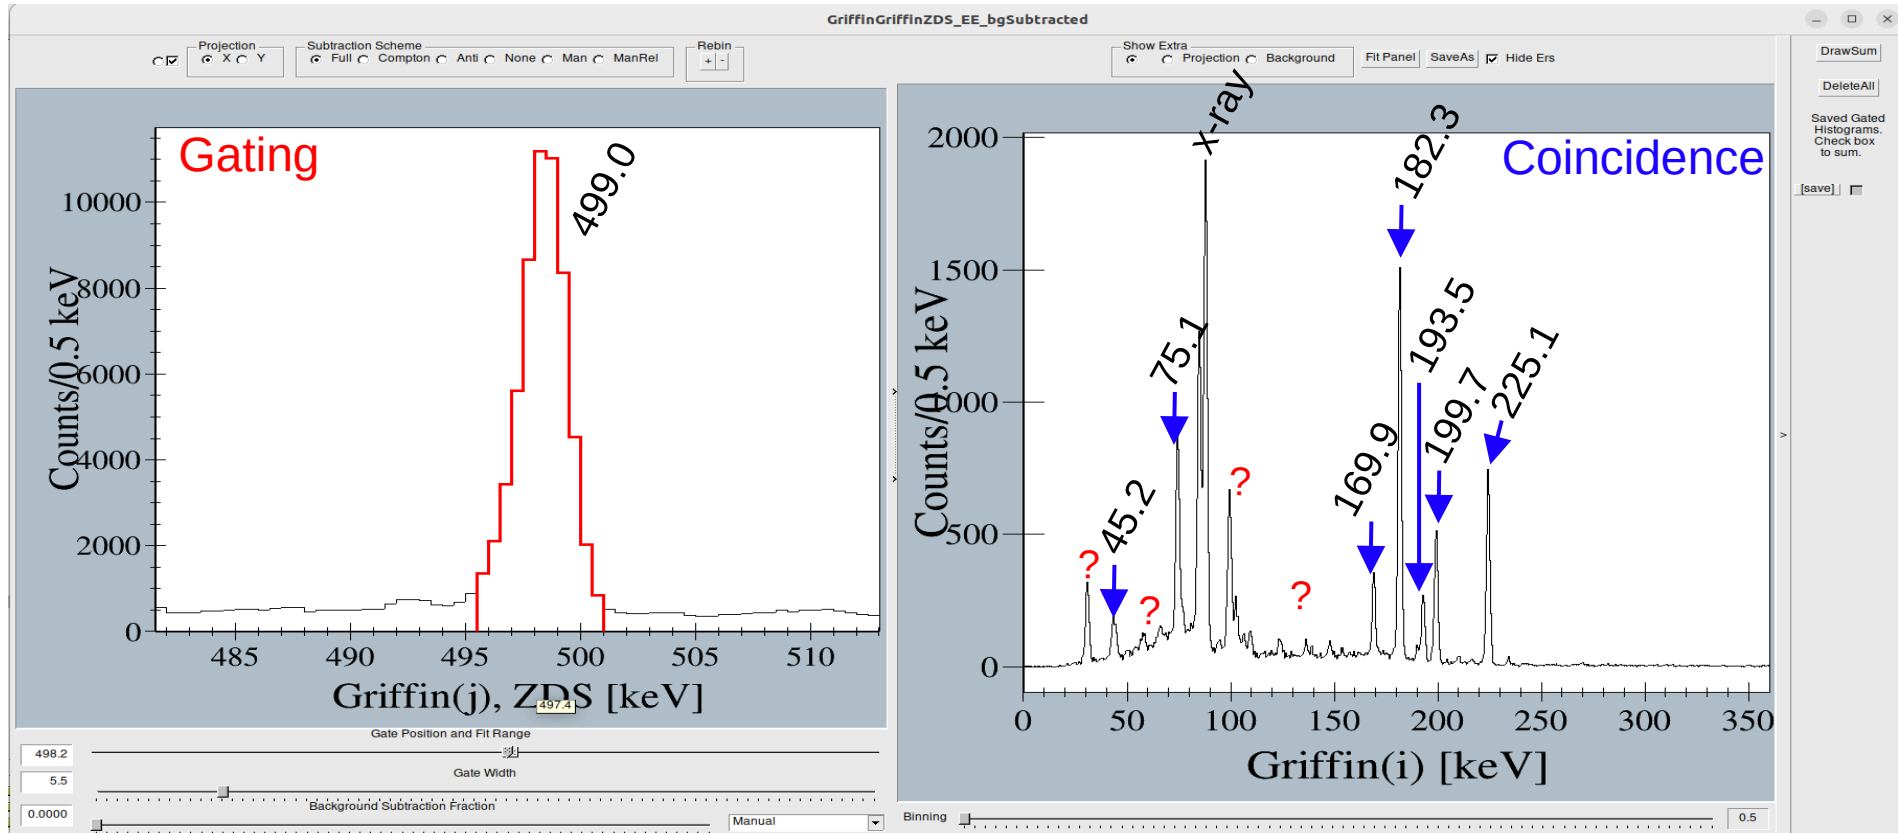 GriffinGriffinZDS_EE_bgSubtracted
Projection
X Y
Subtraction Scheme
Full Compton Anti None Man ManRel
Rebin
+ -
Show Extra
Projection Background
Fit Panel
SaveAs
Hide Ers
DrawSum
DeleteAll
Saved Gated
Histograms.
Check box
to sum.
[save]
Gating
499.0
10000
8000
6000
4000
2000
0
Counts/0.5 keV
485 490 495 500 505 510
Griffin(j), ZDS [keV]
497.4
Coincidence
x-ray
182.3
75.1
193.5
199.7
225.1
169.9
45.2
?
?
?
?
2000
1500
1000
500
0
Counts/0.5 keV
0 50 100 150 200 250 300 350
Griffin(i) [keV]
Gate Position and Fit Range
498.2
Gate Width
5.5
Background Subtraction Fraction
0.0000
Manual
Binning
0.5